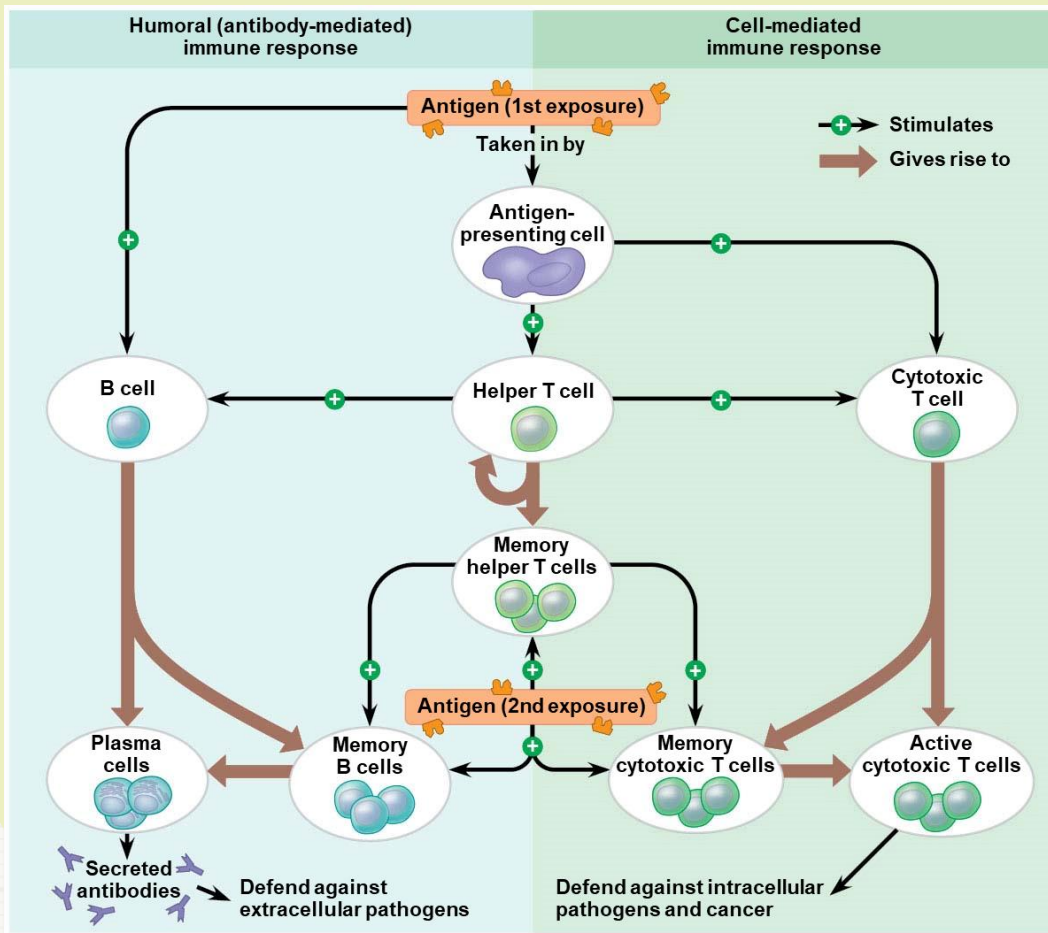 Humoral (antibody-mediated)
immune response
Cell-mediated
immune response
Antigen (1st exposure)
Taken in by
Stimulates
Gives rise to
Antigen-
presenting cell
B cell
Helper T cell
Cytotoxic
T cell
Memory
helper T cells
Antigen (2nd exposure)
Plasma
cells
Memory
B cells
Memory
cytotoxic T cells
Active
cytotoxic T cells
Secreted
antibodies
Defend against
extracellular pathogens
Defend against intracellular
pathogens and cancer